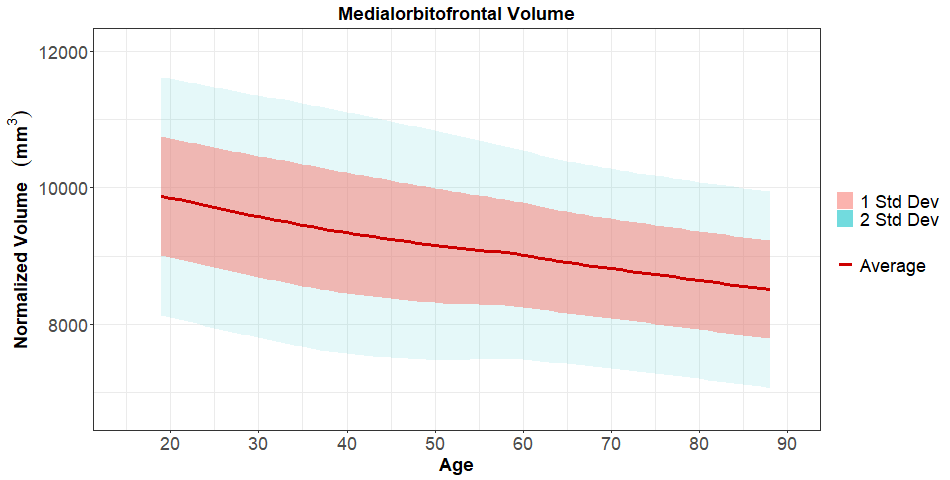 Medialorbitofrontal Volume
Normalized Volume (mm³)
12000
10000
8000
20 30 40 50 60 70 80 90
Age
1 Std Dev
2 Std Dev
Average